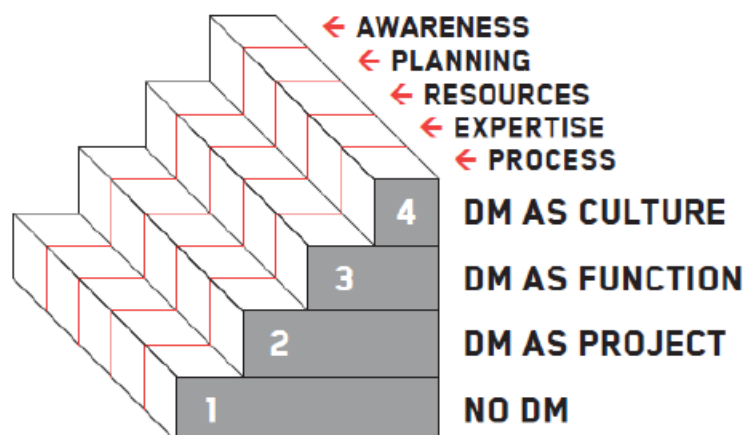 ← AWARENESS
← PLANNING
← RESOURCES
← EXPERTISE
← PROCESS
4 DM AS CULTURE
3 DM AS FUNCTION
2 DM AS PROJECT
1 NO DM